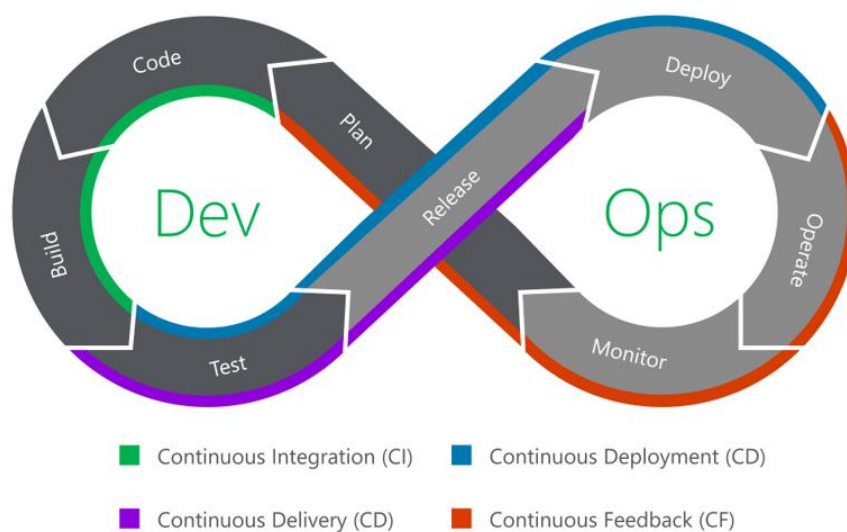 Code
Plan
Build
Test
Release
Deploy
Operate
Monitor
Dev
Ops
Continuous Integration (CI)
Continuous Deployment (CD)
Continuous Delivery (CD)
Continuous Feedback (CF)